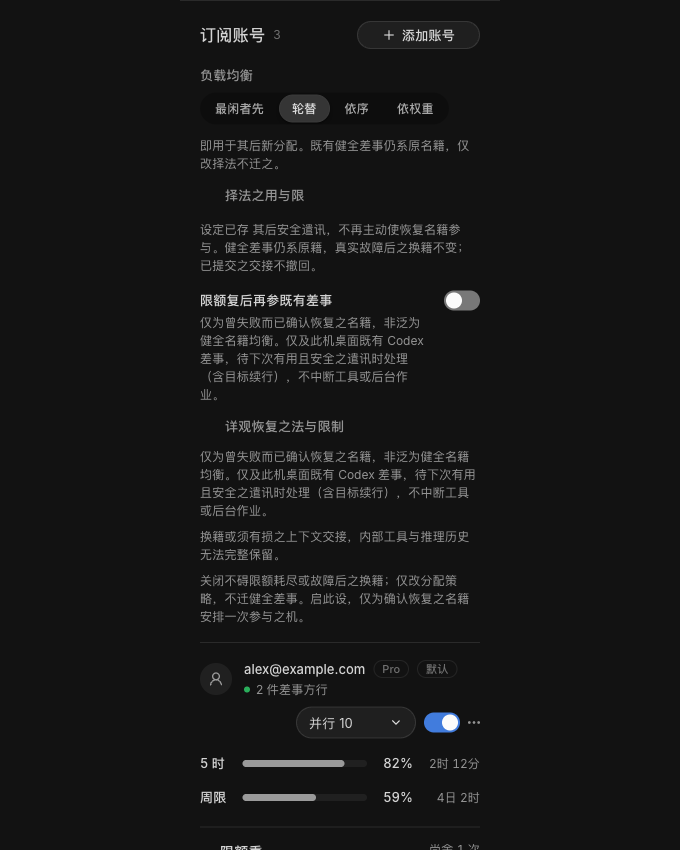 订阅账号 3
+ 添加账号
负载均衡
最闲者先 轮替 依序 依权重
即用于其后新分配。既有健全差事仍系原名籍，仅
改择法不迁之。
择法之用与限
设定已存 其后安全遣讯，不再主动使恢复名籍参
与。健全差事仍系原籍，真实故障后之换籍不变；
已提交之交接不撤回。
限额复后再参既有差事
仅为曾失败而已确认恢复之名籍，非泛为
健全名籍均衡。仅及此机桌面既有 Codex
差事，待下次有用且安全之遣讯时处理
（含目标续行），不中断工具或后台作
业。
详观恢复之法与限制
仅为曾失败而已确认恢复之名籍，非泛为健全名籍
均衡。仅及此机桌面既有 Codex 差事，待下次有用
且安全之遣讯时处理（含目标续行），不中断工具
或后台作业。
换籍或须有损之上下文交接，内部工具与推理历史
无法完整保留。
关闭不碍限额耗尽或故障后之换籍；仅改分配策
略，不迁健全差事。启此设，仅为确认恢复之名籍
安排一次参与之机。
alex@example.com Pro 默认
2 件差事方行
并行 10
5 时 82% 2时 12分
周限 59% 4日 2时